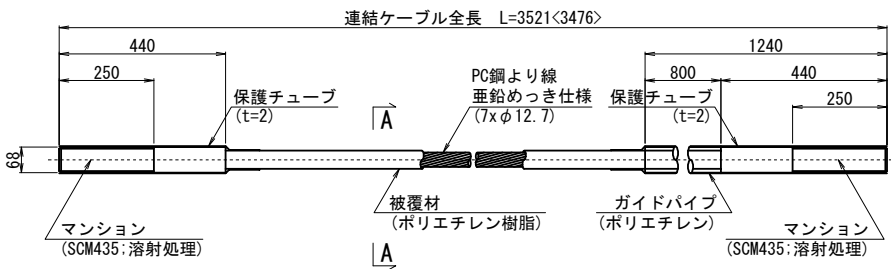 連結ケーブル全長 L=3521<3476>
440
1240
250
PC鋼より線
亜鉛めっき仕様
(7xφ12.7)
800
440
保護チューブ
(t=2)
A
保護チューブ
(t=2)
250
68
被覆材
(ポリエチレン樹脂)
ガイドパイプ
(ポリエチレン)
マンション
(SCM435;溶射処理)
マンション
(SCM435;溶射処理)
A